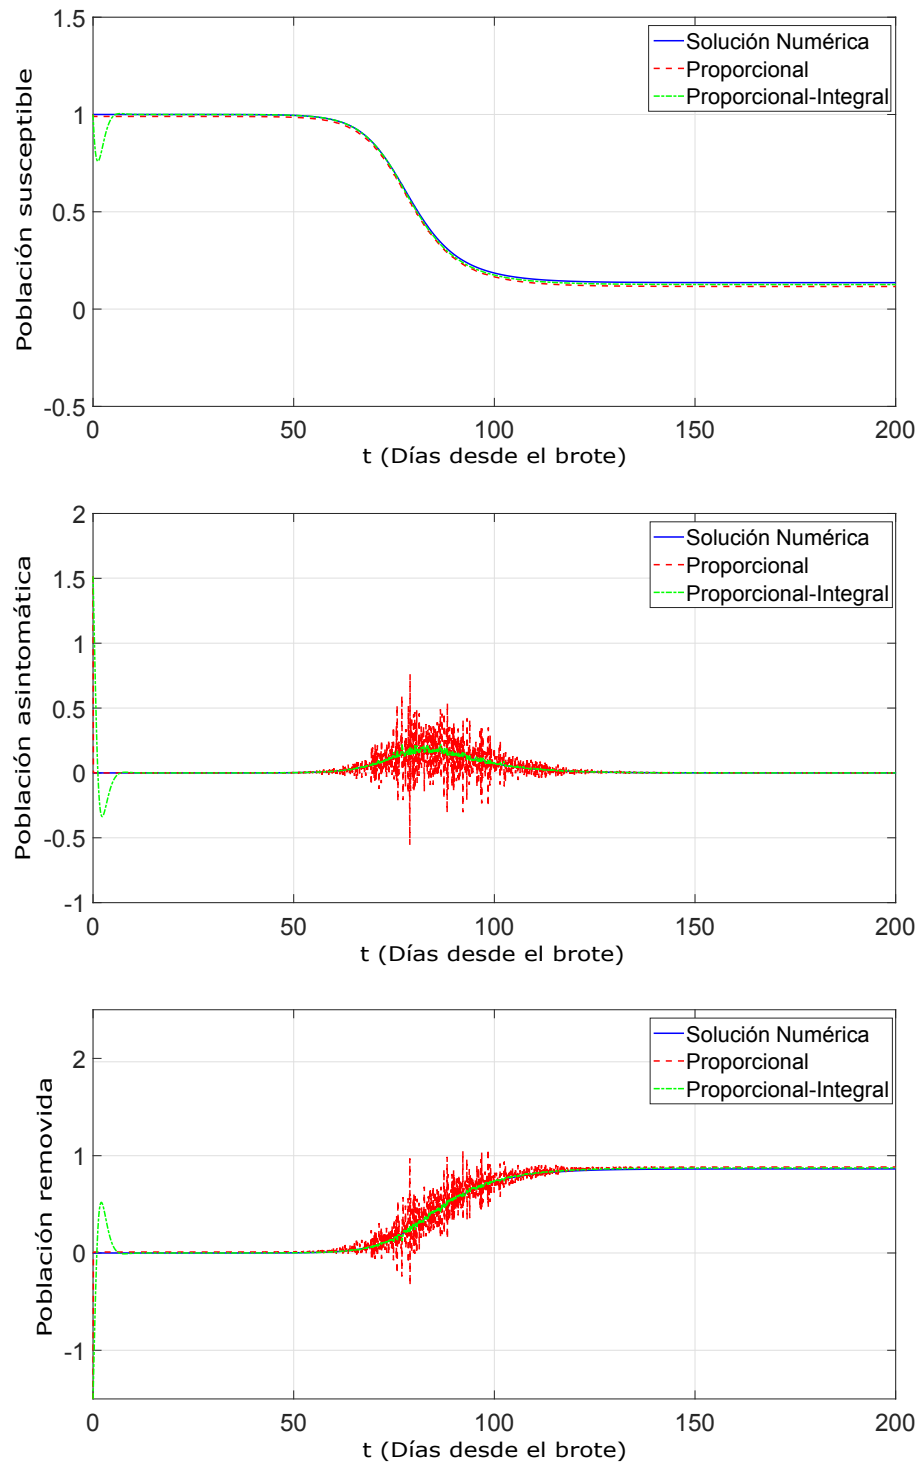 1.5
Solución Numérica
Proporcional
Proporcional-Integral
1
0.5
0
-0.5
Población susceptible
0 50 100 150 200
t (Días desde el brote)
2
Solución Numérica
Proporcional
Proporcional-Integral
1.5
1
0.5
0
-0.5
-1
Población asintomática
0 50 100 150 200
t (Días desde el brote)
Solución Numérica
Proporcional
Proporcional-Integral
2
1
0
-1
Población removida
0 50 100 150 200
t (Días desde el brote)